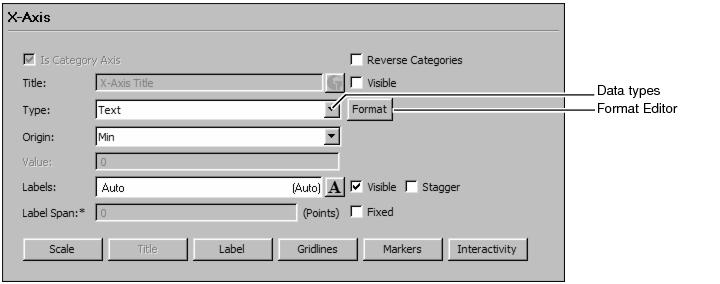 X-Axis
Is Category Axis Reverse Categories
Title: X-Axis Title Visible
Data types
Type: Text Format Format Editor
Origin: Min
Value: 0
Labels: Auto (Auto) A Visible Stagger
Label Span:* 0 (Points) Fixed
Scale Title Label Gridlines Markers Interactivity